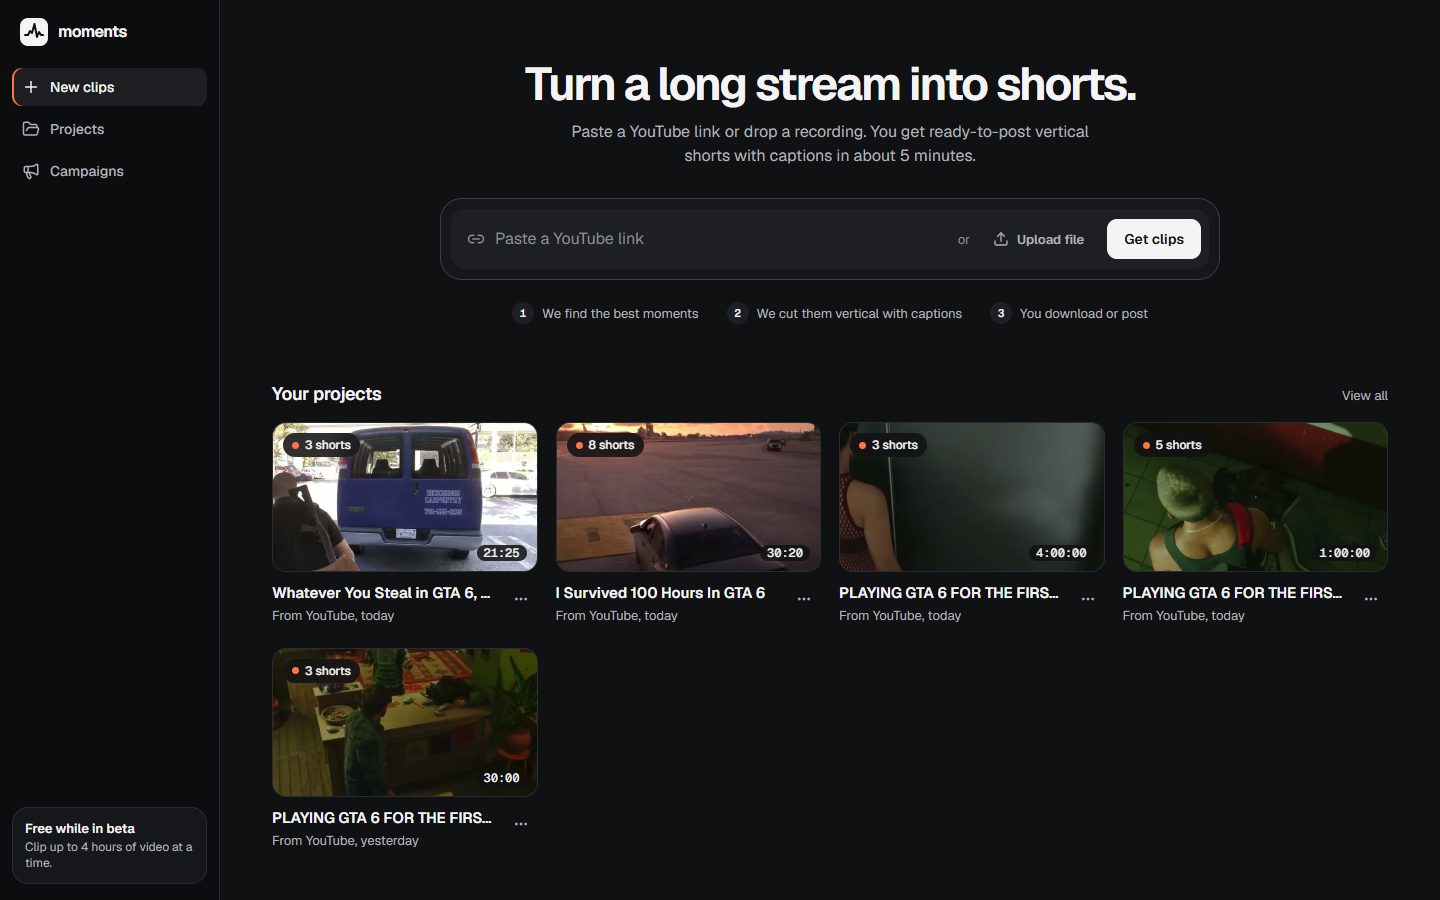 moments
New clips
Projects
Campaigns
Free while in beta
Clip up to 4 hours of video at a
time.
Turn a long stream into shorts.
Paste a YouTube link or drop a recording. You get ready-to-post vertical
shorts with captions in about 5 minutes.
Paste a YouTube link
or
Upload file
Get clips
1 We find the best moments
2 We cut them vertical with captions
3 You download or post
Your projects
View all
3 shorts
21:25
Whatever You Steal in GTA 6, ...
From YouTube, today
8 shorts
30:20
I Survived 100 Hours In GTA 6
From YouTube, today
3 shorts
4:00:00
PLAYING GTA 6 FOR THE FIRS...
From YouTube, today
5 shorts
1:00:00
PLAYING GTA 6 FOR THE FIRS...
From YouTube, today
3 shorts
30:00
PLAYING GTA 6 FOR THE FIRS...
From YouTube, yesterday